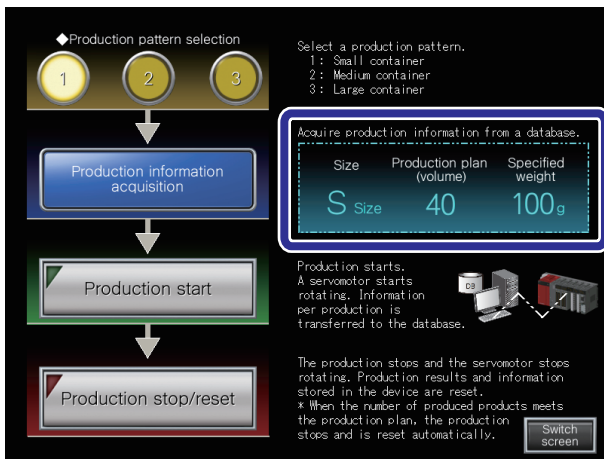 ◆Production pattern selection
1
2
3
Production information
acquisition
Production start
Production stop/reset
Select a production pattern.
1: Small container
2: Medium container
3: Large container
Acquire production information from a database.
Size
Production plan
(volume)
Specified
weight
S Size
40
100g
Production starts.
A servomotor starts
rotating. Information
per production is
transferred to the database.
CB
The production stops and the servomotor stops
rotating. Production results and information
stored in the device are reset.
* When the number of produced products meets
the production plan, the production
stops and is reset automatically.
Switch
screen